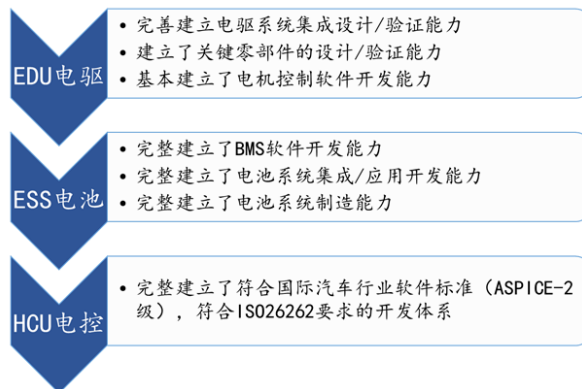 EDU电驱
• 完善建立电驱系统集成设计/验证能力
• 建立了关键零部件的设计/验证能力
• 基本建立了电机控制软件开发能力
ESS电池
• 完整建立了BMS软件开发能力
• 完整建立了电池系统集成/应用开发能力
• 完整建立了电池系统制造能力
HCU电控
• 完整建立了符合国际汽车行业软件标准（ASPICE-2
级）, 符合ISO26262要求的开发体系